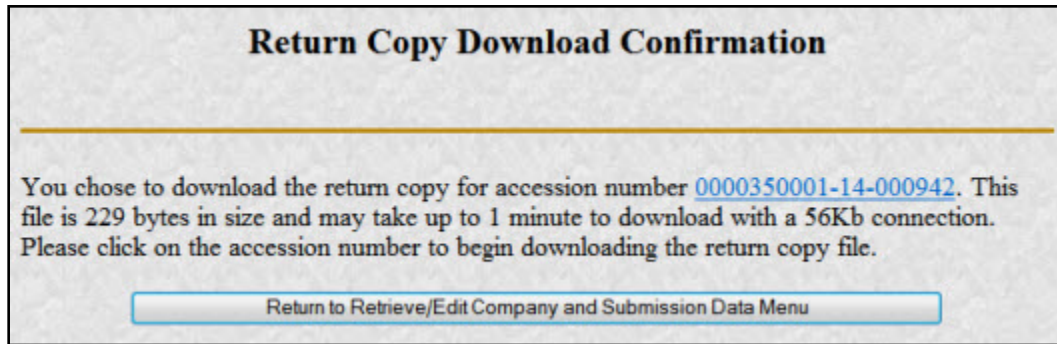 Return Copy Download Confirmation
You chose to download the return copy for accession number 0000350001-14-000942. This
file is 229 bytes in size and may take up to 1 minute to download with a 56Kb connection.
Please click on the accession number to begin downloading the return copy file.
Return to Retrieve/Edit Company and Submission Data Menu